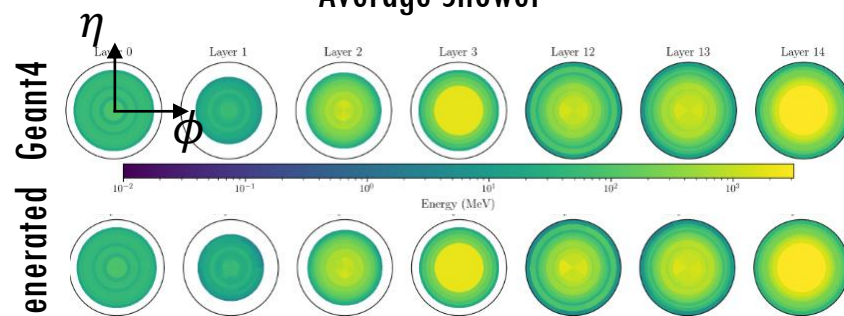 Average shower
η
Layer 0 Layer 1 Layer 2 Layer 3 Layer 12 Layer 13 Layer 14
Geant4
ϕ
10⁻² 10⁻¹ 10⁰ 10¹ 10² 10³
Energy (MeV)
enerated